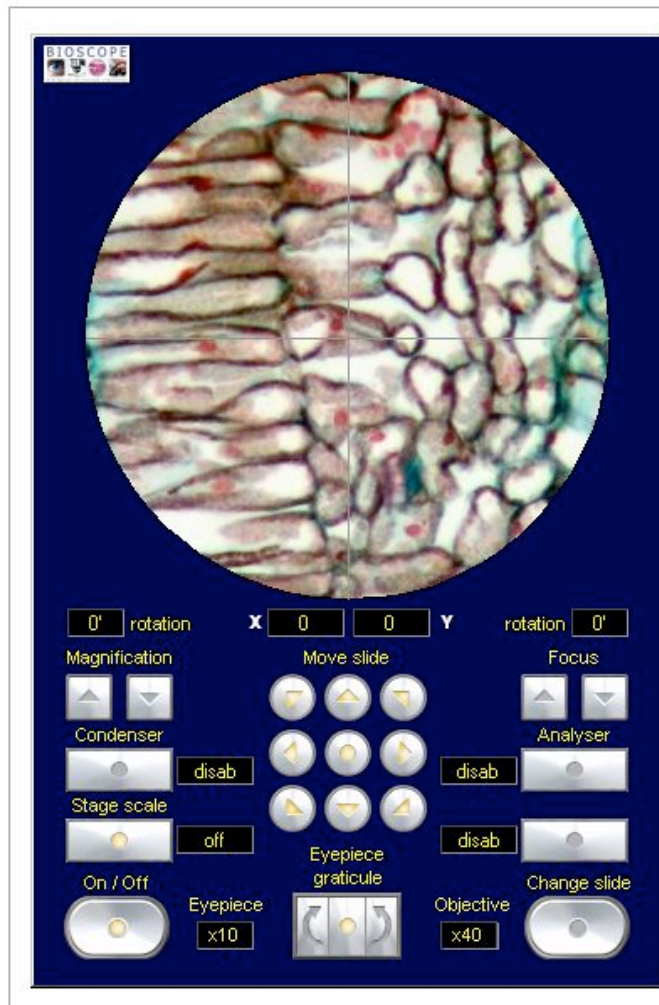 BIOSCOPE
0' rotation X 0 0 Y rotation 0'
Magnification Move slide Focus
Condenser Analyser
disab disab
Stage scale
off disab
Eyepiece
graticule
On / Off Change slide
Eyepiece Objective
x10 x40